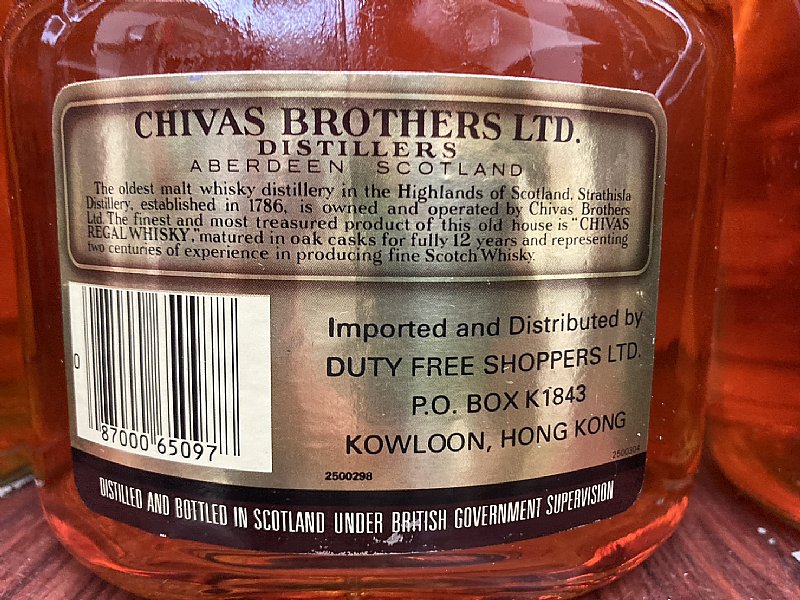 CHIVAS BROTHERS LTD.
DISTILLERS
ABERDEEN SCOTLAND
The oldest malt whisky distillery in the Highlands of Scotland, Strathisla
Distillery, established in 1786, is owned and operated by Chivas Brothers
Ltd. The finest and most treasured product of this old house is "CHIVAS
REGAL WHISKY," matured in oak casks for fully 12 years and representing
two centuries of experience in producing fine Scotch Whisky.
Imported and Distributed by
DUTY FREE SHOPPERS LTD.
P.O. BOX K1843
KOWLOON, HONG KONG
0
87000 65097
2500298
2500304
DISTILLED AND BOTTLED IN SCOTLAND UNDER BRITISH GOVERNMENT SUPERVISION